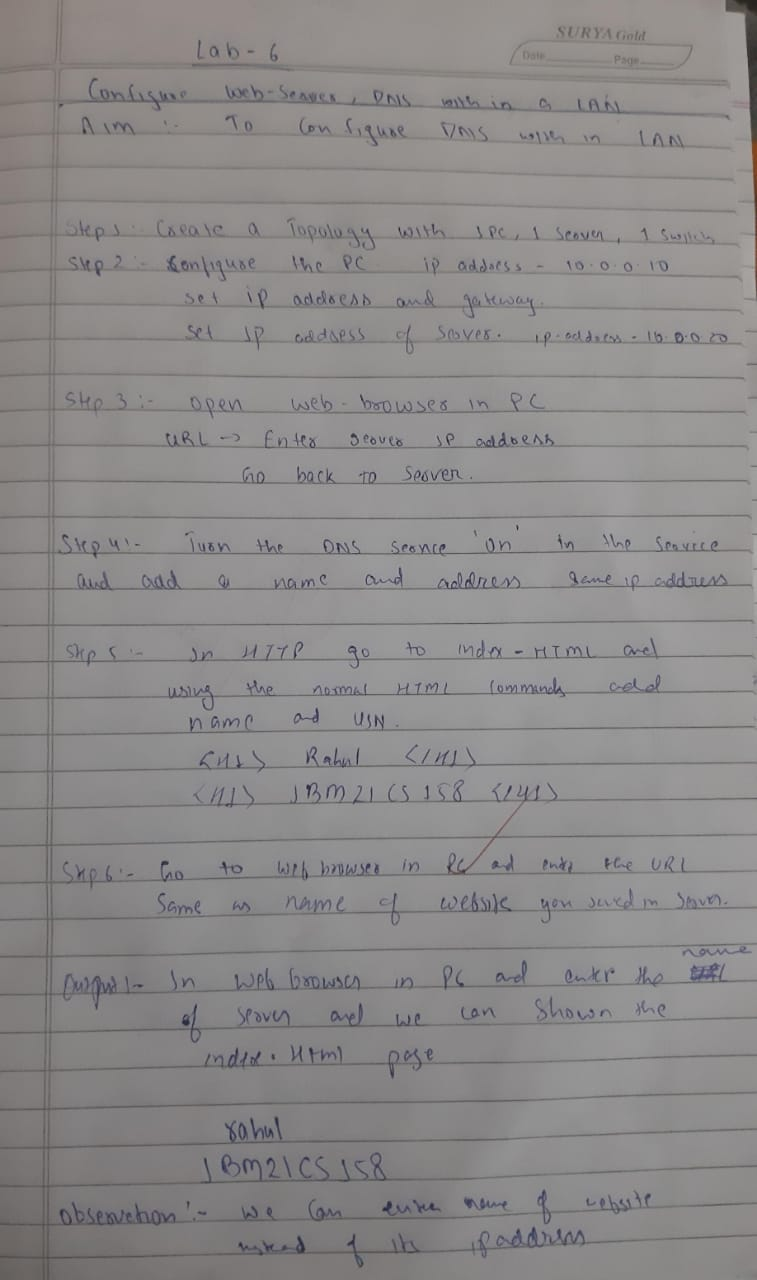 SURYA Gold
Date Page
Lab - 6
Configure web-server, DNS with in a LAN
Aim :- To Configure DNS with in LAN
Step 1 :- Create a Topology with 1 PC, 1 server, 1 switch
Step 2 :- Configure the PC ip address - 10.0.0.10
set ip address and gateway.
set IP address of server. ip-address - 10.0.0.20
Step 3 :- Open web-browser in PC
URL -> Enter server IP address
Go back to server.
Step 4 :- Turn the DNS service 'on' in the service
and add a name and address same ip address
Step 5 :- In HTTP go to index - HTML and
using the normal HTML commands add
name and USN.
<H1> Rahul </H1>
<H1> 1BM21CS158 </H1>
Step 6 :- Go to web browser in PC ad enter the URL
Same as name of website you saved in server.
Output :- In web browser in PC and enter the name
of server and we can shown the
index.Html page
rahul
1BM21CS158
Observation :- we can enter name of website
instead of its ip address